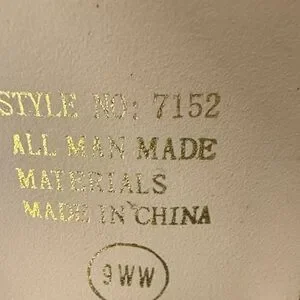 STYLE NO: 7152
ALL MAN MADE
MATERIALS
MADE IN CHINA
9WW